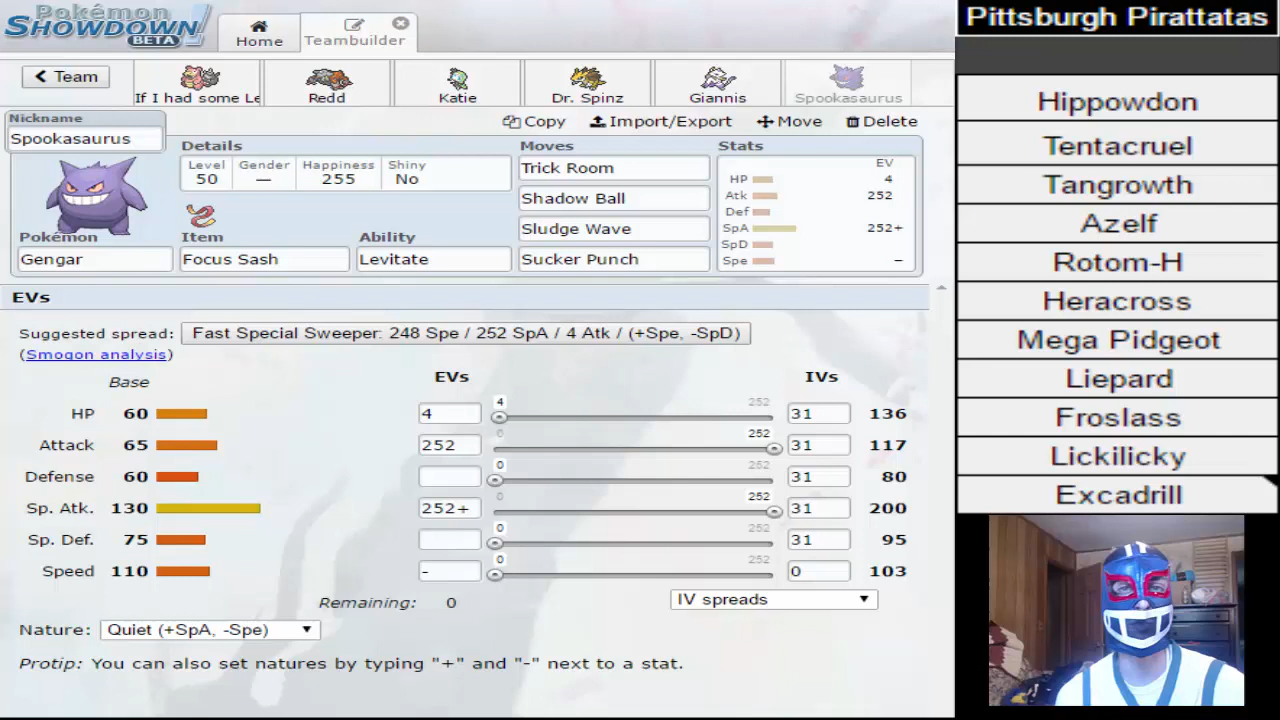 Pokémon
SHOWDOWN!
BETA
Home
Teambuilder
Team
If I had some Le
Redd
Katie
Dr. Spinz
Giannis
Spookasaurus
Nickname
Spookasaurus
Copy
Import/Export
Move
Delete
Details
Level
50
Gender
—
Happiness
255
Shiny
No
Pokémon
Gengar
Item
Focus Sash
Ability
Levitate
Moves
Trick Room
Shadow Ball
Sludge Wave
Sucker Punch
Stats
EV
HP 4
Atk 252
Def
SpA 252+
SpD
Spe –
EVs
Suggested spread: Fast Special Sweeper: 248 Spe / 252 SpA / 4 Atk / (+Spe, -SpD)
(Smogon analysis)
Base EVs IVs
HP 60 4 4 252 31 136
Attack 65 252 0 252 31 117
Defense 60 0 252 31 80
Sp. Atk. 130 252+ 0 252 31 200
Sp. Def. 75 0 252 31 95
Speed 110 - 0 252 0 103
Remaining: 0
IV spreads
Nature: Quiet (+SpA, -Spe)
Protip: You can also set natures by typing "+" and "-" next to a stat.
Pittsburgh Pirattatas
Hippowdon
Tentacruel
Tangrowth
Azelf
Rotom-H
Heracross
Mega Pidgeot
Liepard
Froslass
Lickilicky
Excadrill